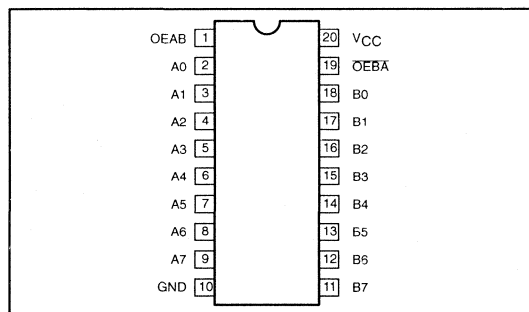 OEAB 1 20 VCC
A0 2 19 OEBA
A1 3 18 B0
A2 4 17 B1
A3 5 16 B2
A4 6 15 B3
A5 7 14 B4
A6 8 13 B5
A7 9 12 B6
GND 10 11 B7